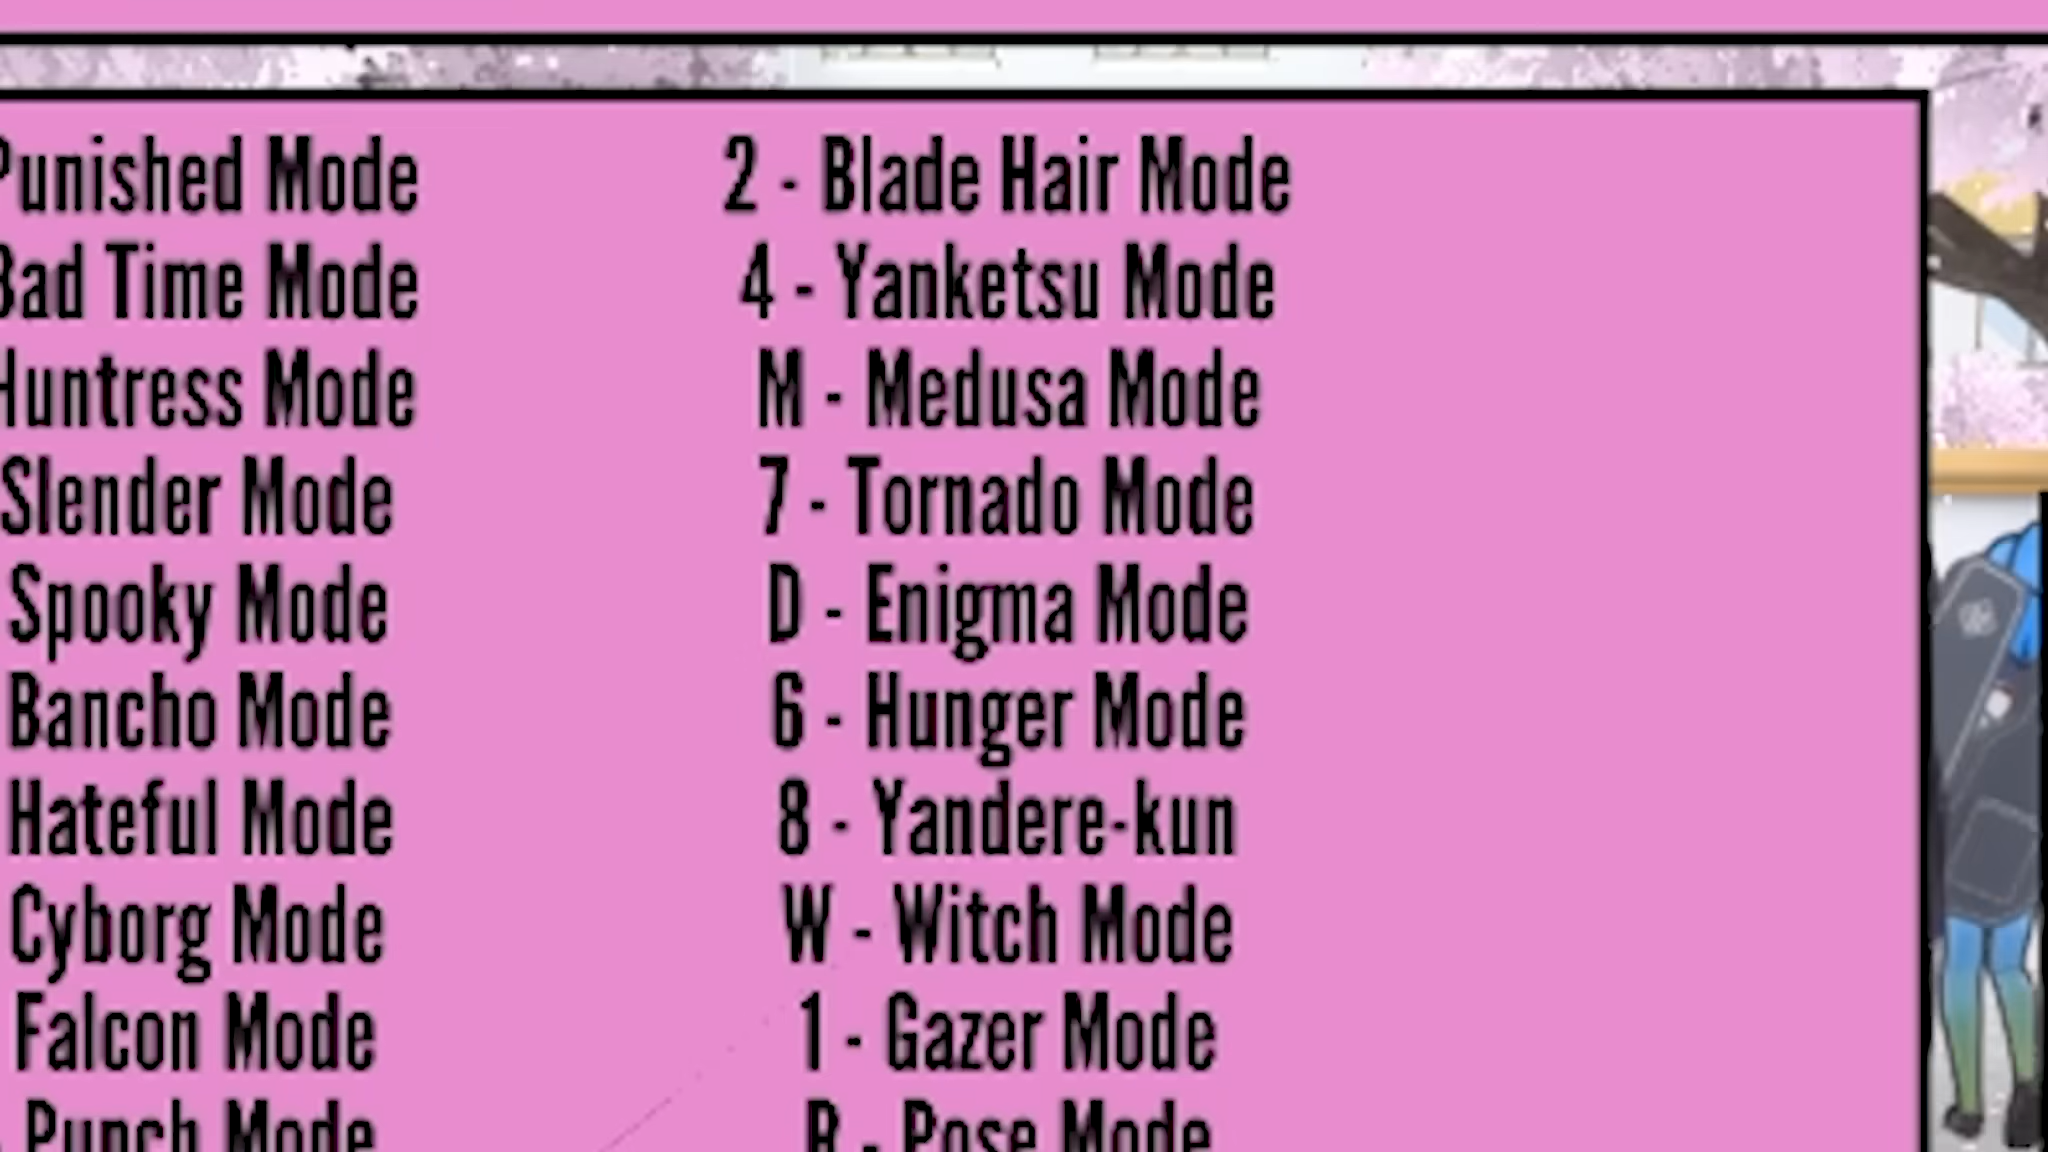 Punished Mode
Bad Time Mode
Huntress Mode
Slender Mode
Spooky Mode
Bancho Mode
Hateful Mode
Cyborg Mode
Falcon Mode
- Punch Mode
2 - Blade Hair Mode
4 - Yanketsu Mode
M - Medusa Mode
7 - Tornado Mode
D - Enigma Mode
6 - Hunger Mode
8 - Yandere-kun
W - Witch Mode
1 - Gazer Mode
R - Pose Mode